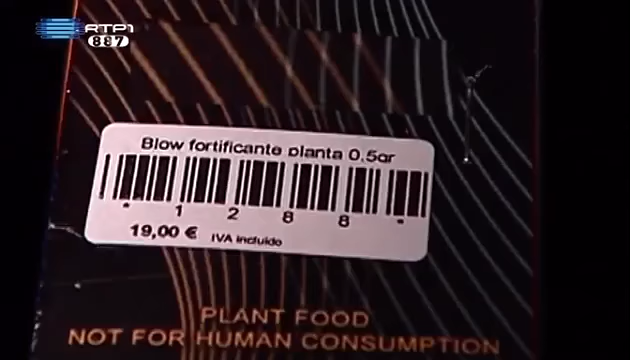 RTP1
887
Blow fortificante planta 0.5gr
* 1 2 8 8 *
19,00 € IVA incluido
PLANT FOOD
NOT FOR HUMAN CONSUMPTION